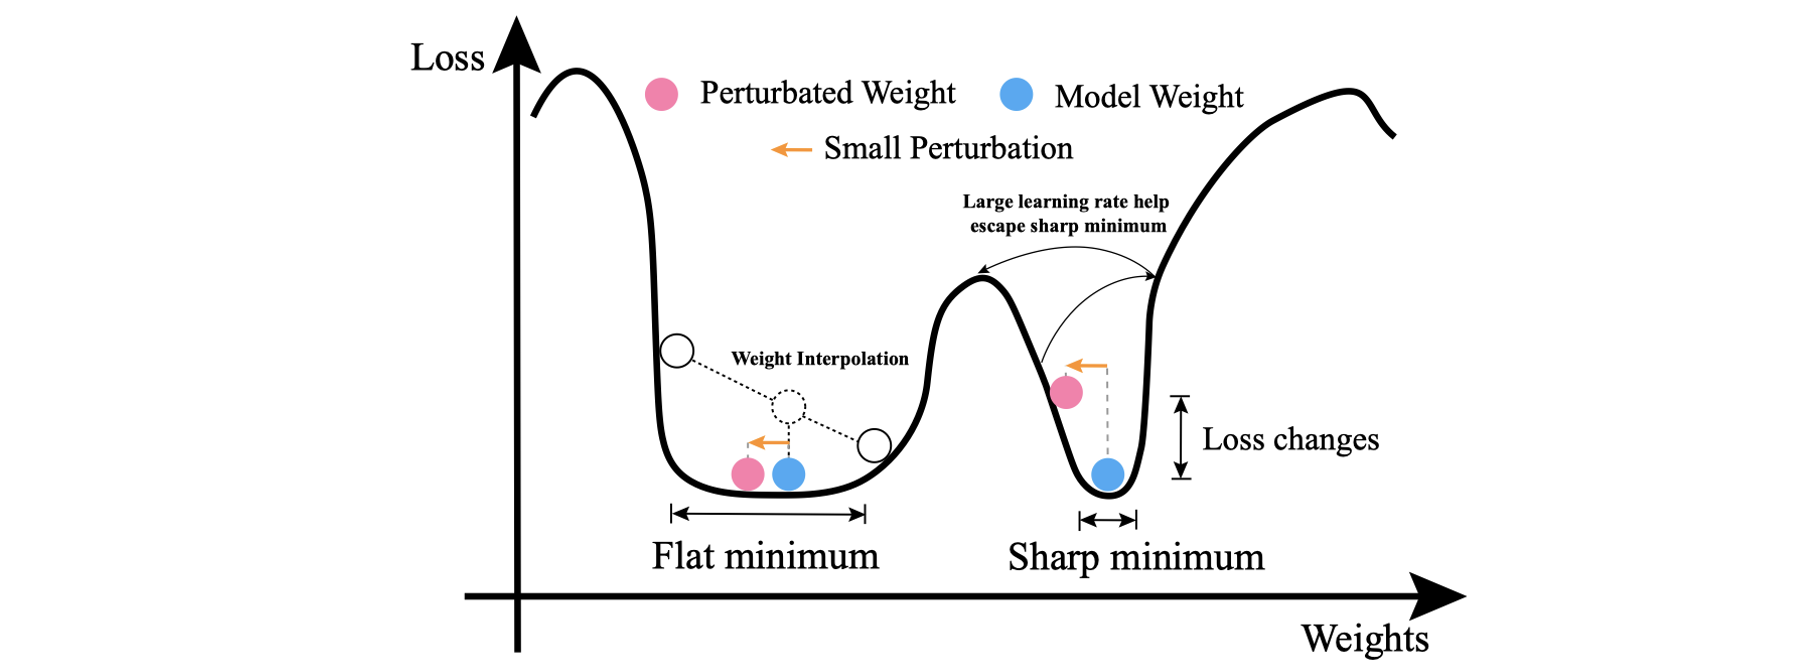 Loss
Perturbated Weight
Model Weight
Small Perturbation
Large learning rate help
escape sharp minimum
Weight Interpolation
Loss changes
Flat minimum
Sharp minimum
Weights